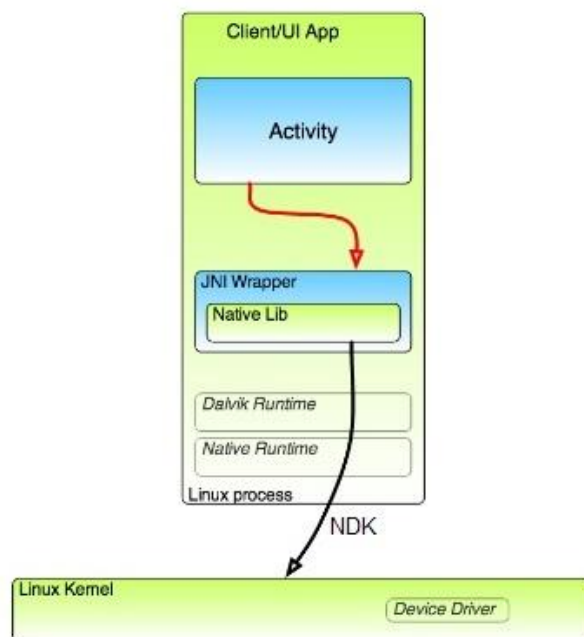 Client/UI App
Activity
JNI Wrapper
Native Lib
Dalvik Runtime
Native Runtime
Linux process
NDK
Linux Kernel
Device Driver